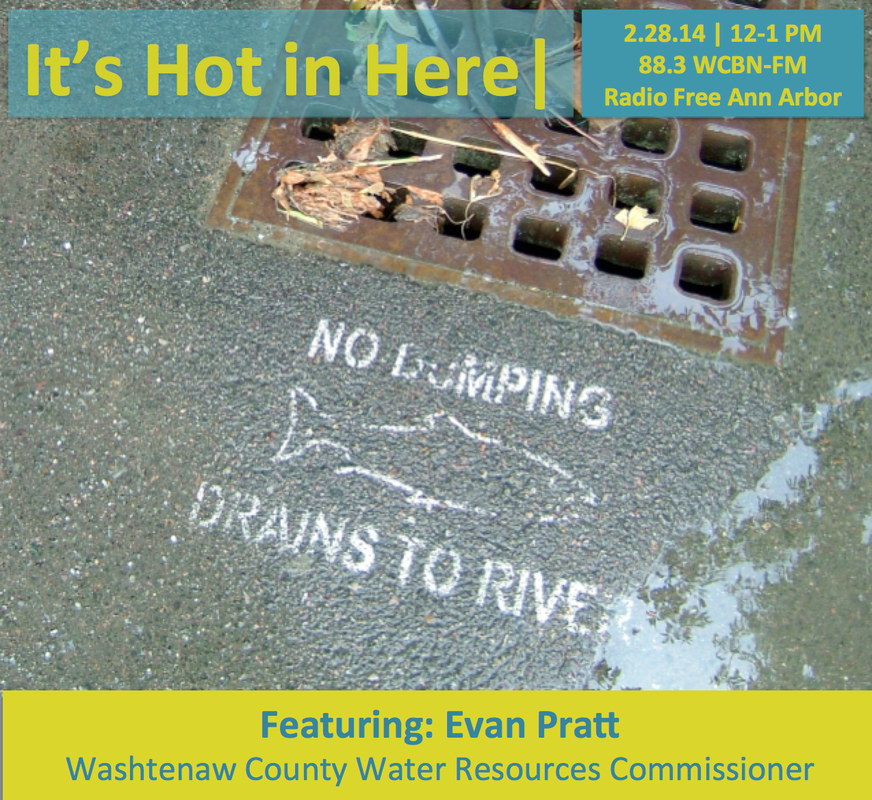 It's Hot in Here|
2.28.14 | 12-1 PM
88.3 WCBN-FM
Radio Free Ann Arbor
NO DUMPING
DRAINS TO RIVER
Featuring: Evan Pratt
Washtenaw County Water Resources Commissioner